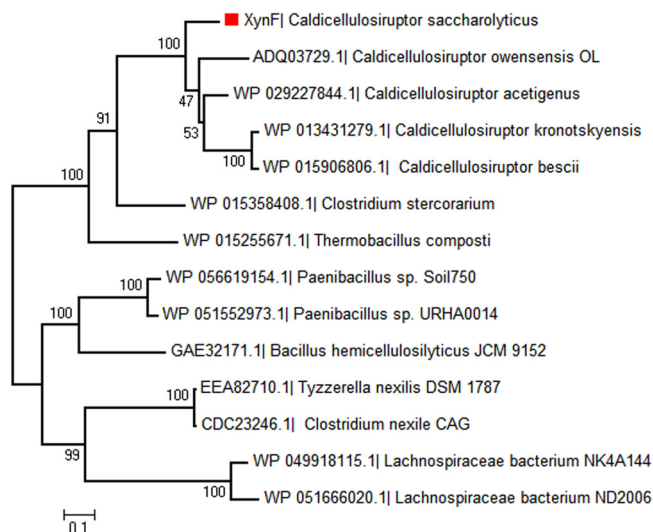 XynF| Caldicellulosiruptor saccharolyticus
100
ADQ03729.1| Caldicellulosiruptor owensensis OL
WP 029227844.1| Caldicellulosiruptor acetigenus
47
91
WP 013431279.1| Caldicellulosiruptor kronotskyensis
53
100
WP 015906806.1| Caldicellulosiruptor bescii
100
WP 015358408.1| Clostridium stercorarium
WP 015255671.1| Thermobacillus composti
WP 056619154.1| Paenibacillus sp. Soil750
100
WP 051552973.1| Paenibacillus sp. URHA0014
100
GAE32171.1| Bacillus hemicellulosilyticus JCM 9152
EEA82710.1| Tyzzerella nexilis DSM 1787
100
CDC23246.1| Clostridium nexile CAG
99
WP 049918115.1| Lachnospiraceae bacterium NK4A144
100
WP 051666020.1| Lachnospiraceae bacterium ND2006
0.1